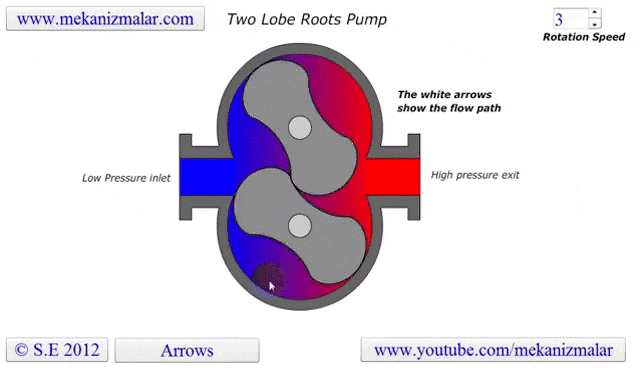 www.mekanizmalar.com
Two Lobe Roots Pump
3
Rotation Speed
The white arrows
show the flow path
Low Pressure inlet
High pressure exit
© S.E 2012
Arrows
www.youtube.com/mekanizmalar